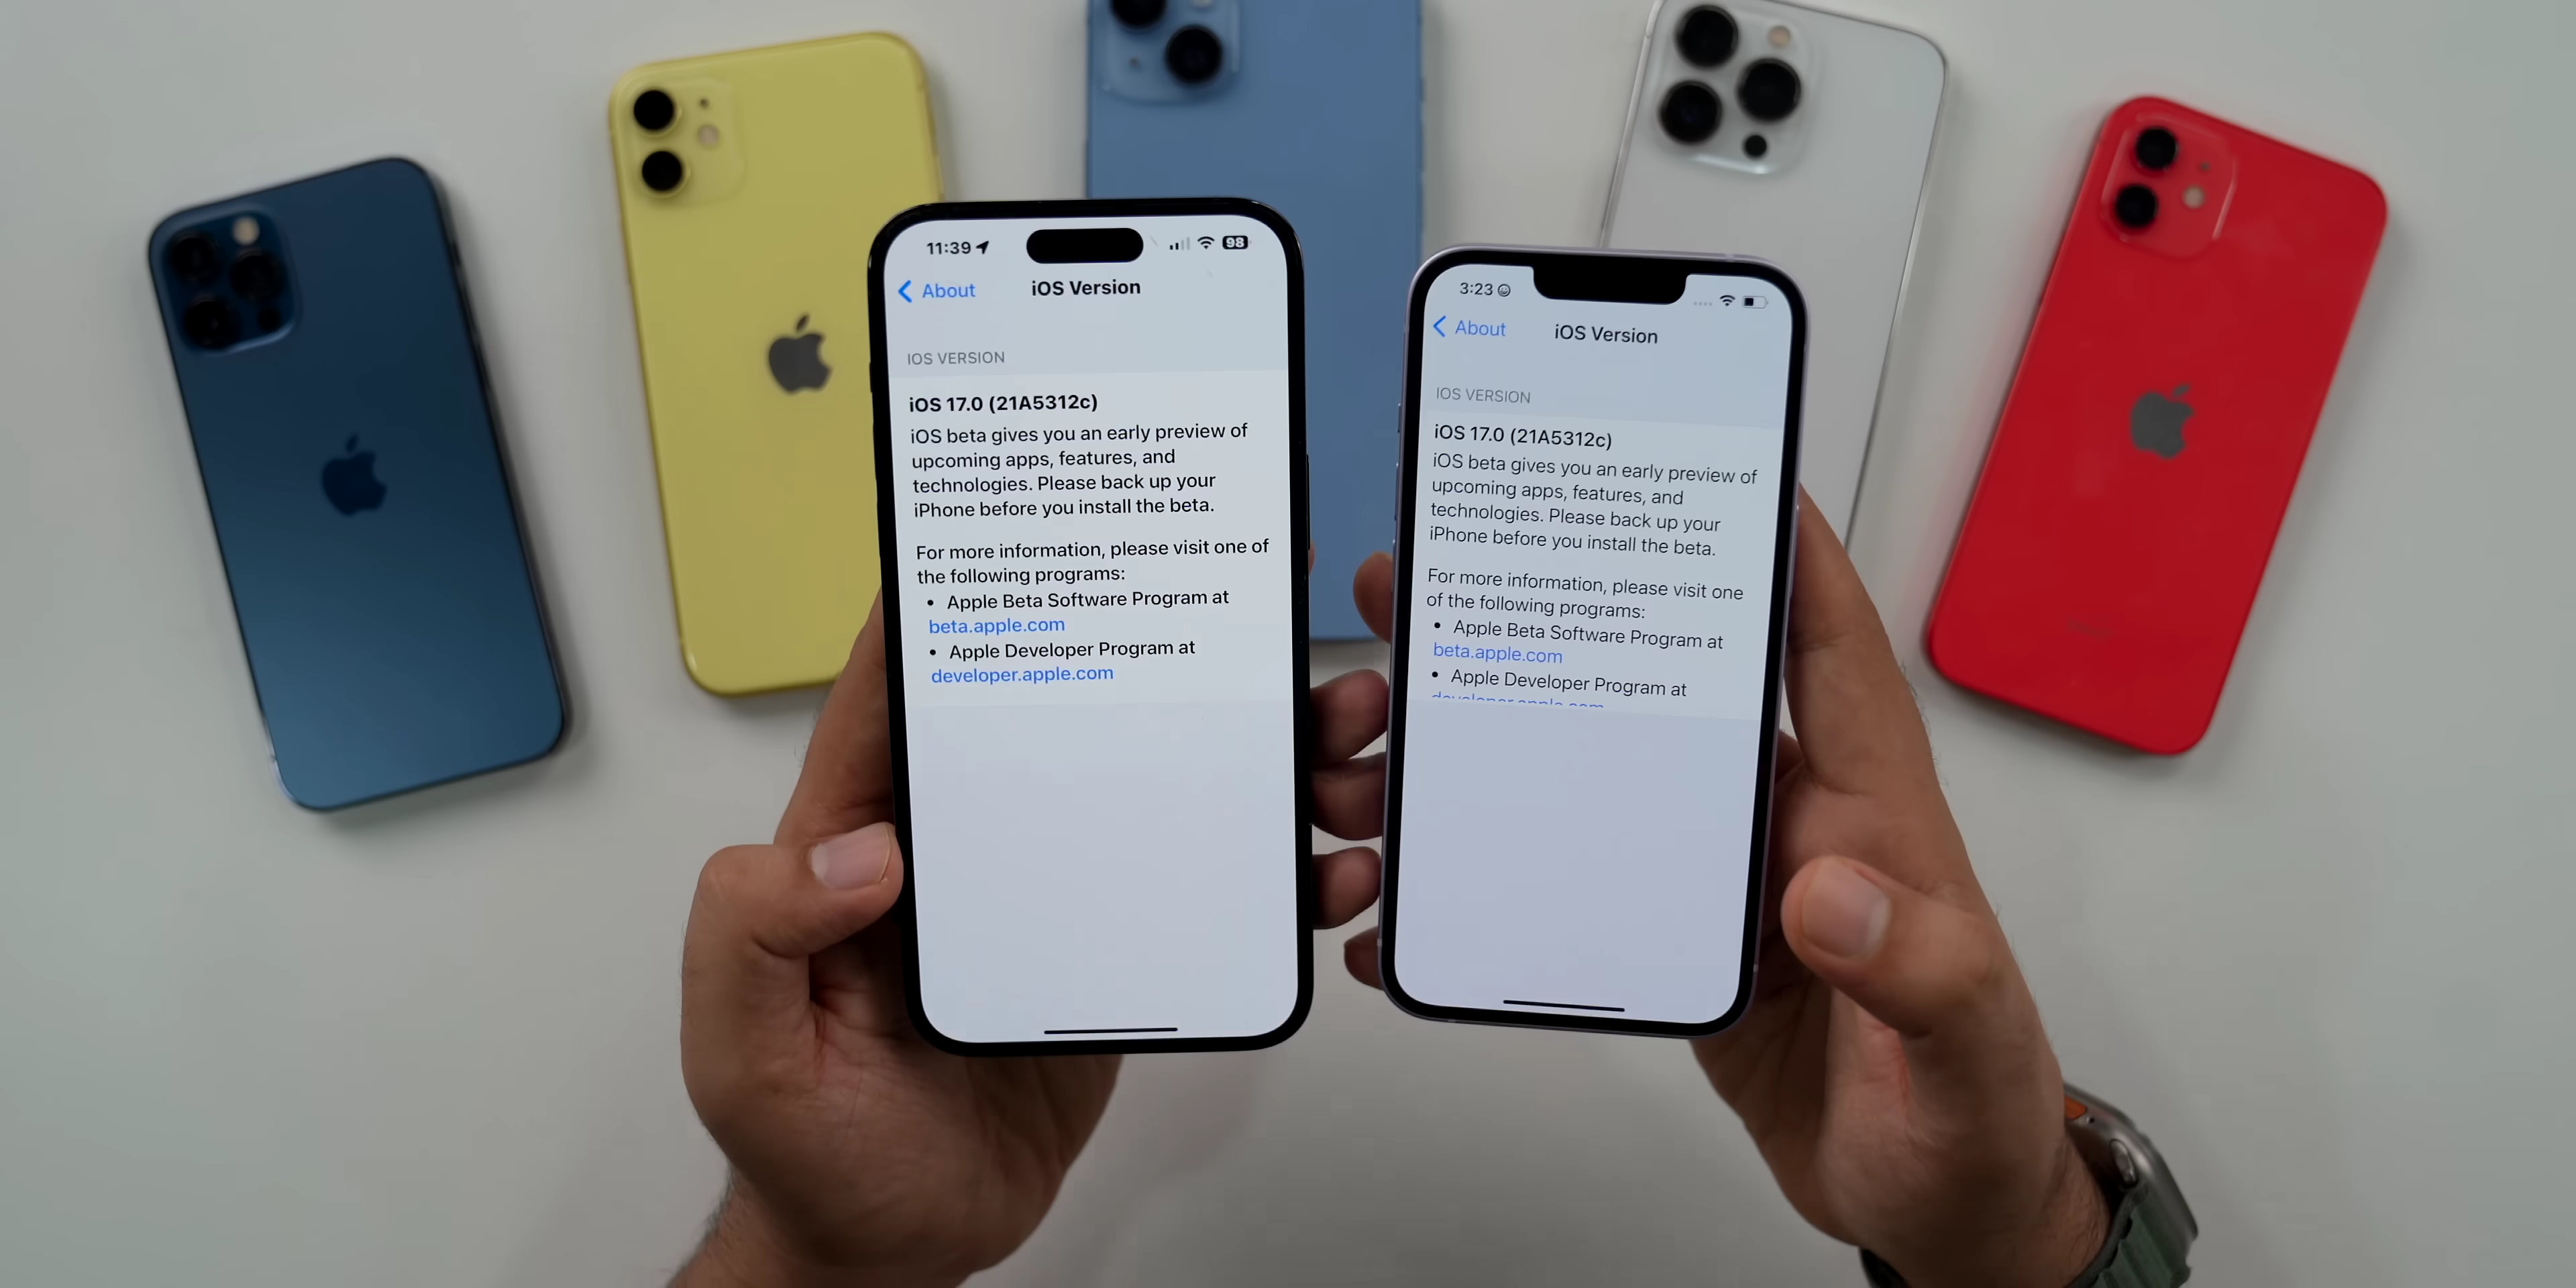 11:39
98
About
iOS Version
IOS VERSION
iOS 17.0 (21A5312c)
iOS beta gives you an early preview of
upcoming apps, features, and
technologies. Please back up your
iPhone before you install the beta.
For more information, please visit one of
the following programs:
• Apple Beta Software Program at
beta.apple.com
• Apple Developer Program at
developer.apple.com
3:23
About
iOS Version
IOS VERSION
iOS 17.0 (21A5312c)
iOS beta gives you an early preview of
upcoming apps, features, and
technologies. Please back up your
iPhone before you install the beta.
For more information, please visit one
of the following programs:
• Apple Beta Software Program at
beta.apple.com
• Apple Developer Program at
developer.apple.com